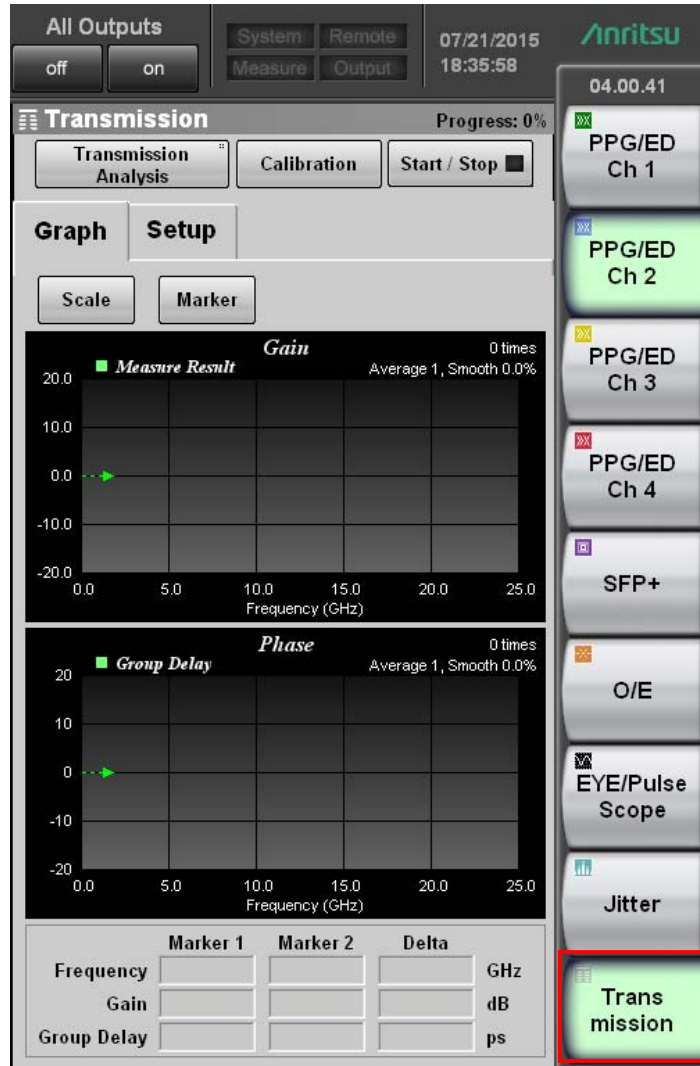 All Outputs
off
on
System Remote
Measure Output
07/21/2015
18:35:58
Anritsu
04.00.41
Transmission
Progress: 0%
Transmission
Analysis
Calibration
Start / Stop
Graph
Setup
Scale
Marker
Gain
0 times
Measure Result
Average 1, Smooth 0.0%
20.0
10.0
0.0
-10.0
-20.0
0.0 5.0 10.0 15.0 20.0 25.0
Frequency (GHz)
Phase
0 times
Group Delay
Average 1, Smooth 0.0%
20
10
0
-10
-20
0.0 5.0 10.0 15.0 20.0 25.0
Frequency (GHz)
Marker 1 Marker 2 Delta
Frequency GHz
Gain dB
Group Delay ps
PPG/ED
Ch 1
PPG/ED
Ch 2
PPG/ED
Ch 3
PPG/ED
Ch 4
SFP+
O/E
EYE/Pulse
Scope
Jitter
Trans
mission